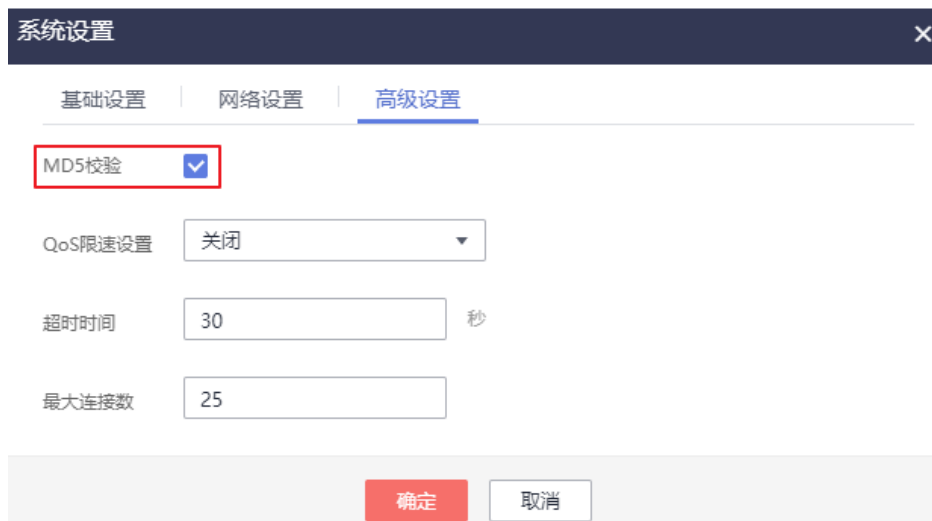 系统设置
基础设置 网络设置 高级设置
MD5校验
QoS限速设置 关闭
超时时间 30 秒
最大连接数 25
确定 取消